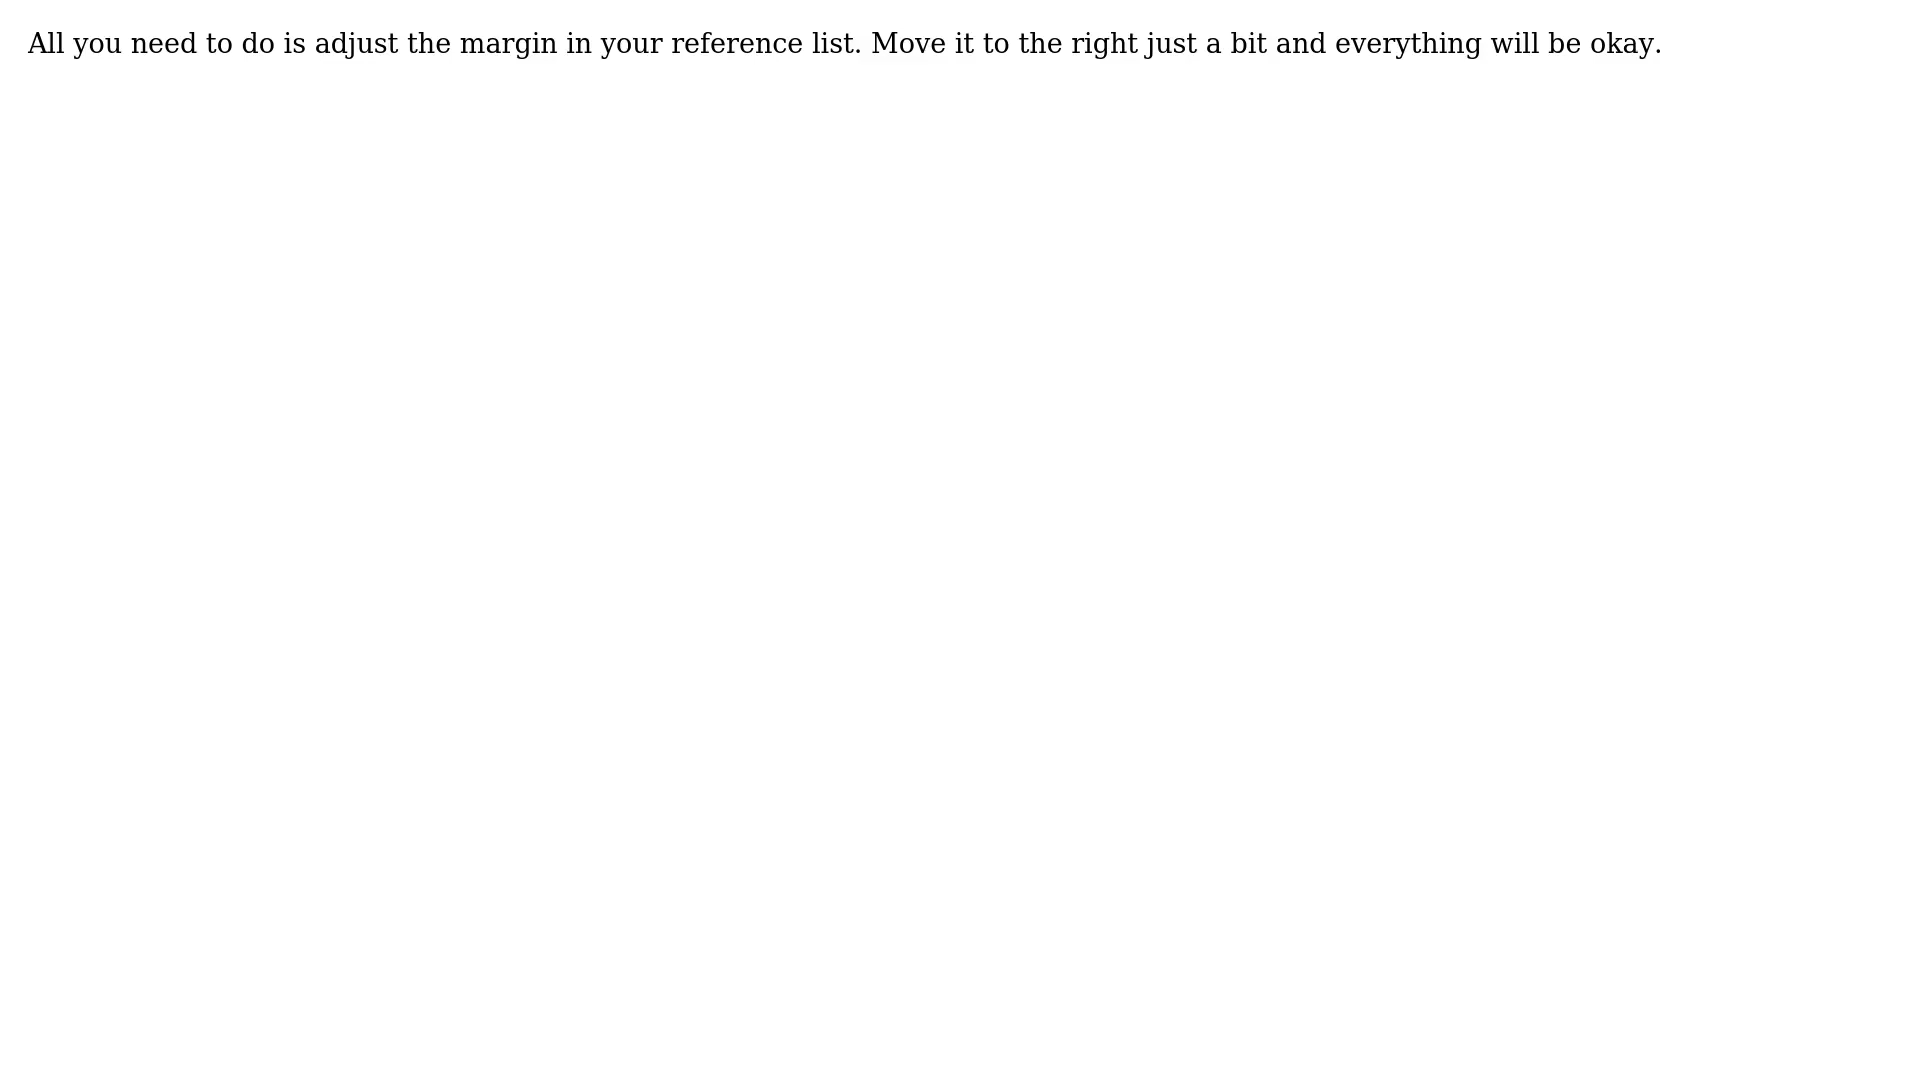 All you need to do is adjust the margin in your reference list. Move it to the right just a bit and everything will be okay.